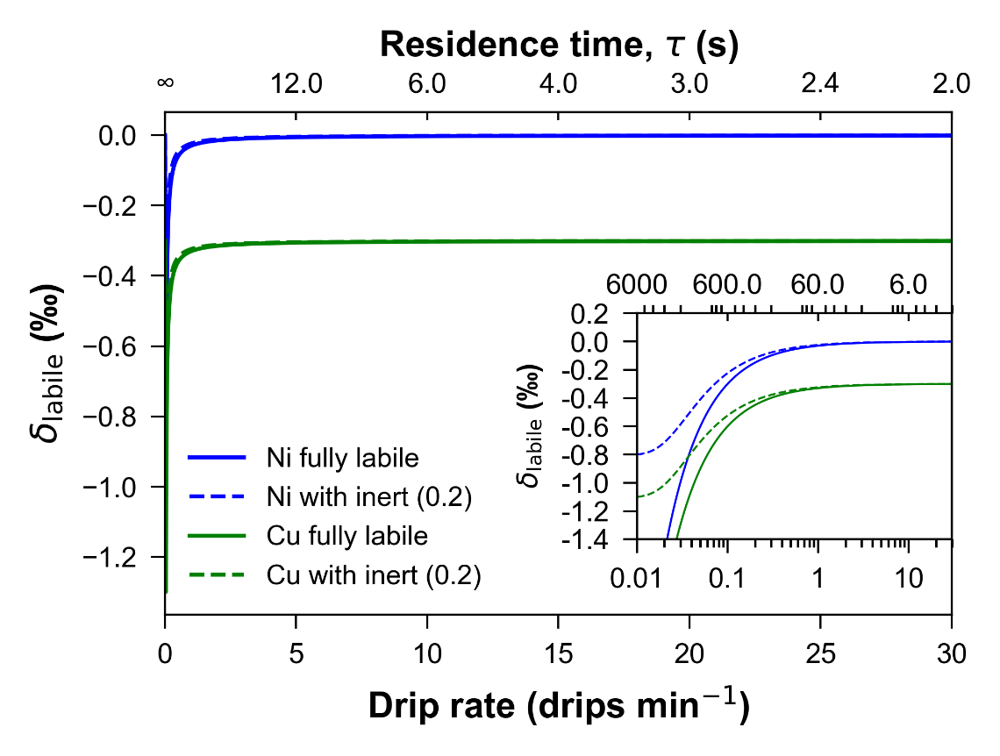 Residence time, τ (s)
∞ 12.0 6.0 4.0 3.0 2.4 2.0
0.0
−0.2
−0.4
−0.6
−0.8
−1.0
−1.2
δlabile (‰)
Ni fully labile
Ni with inert (0.2)
Cu fully labile
Cu with inert (0.2)
6000 600.0 60.0 6.0
0.2
0.0
-0.2
-0.4
-0.6
-0.8
-1.0
-1.2
-1.4
δlabile (‰)
0.01 0.1 1 10
0 5 10 15 20 25 30
Drip rate (drips min−1)